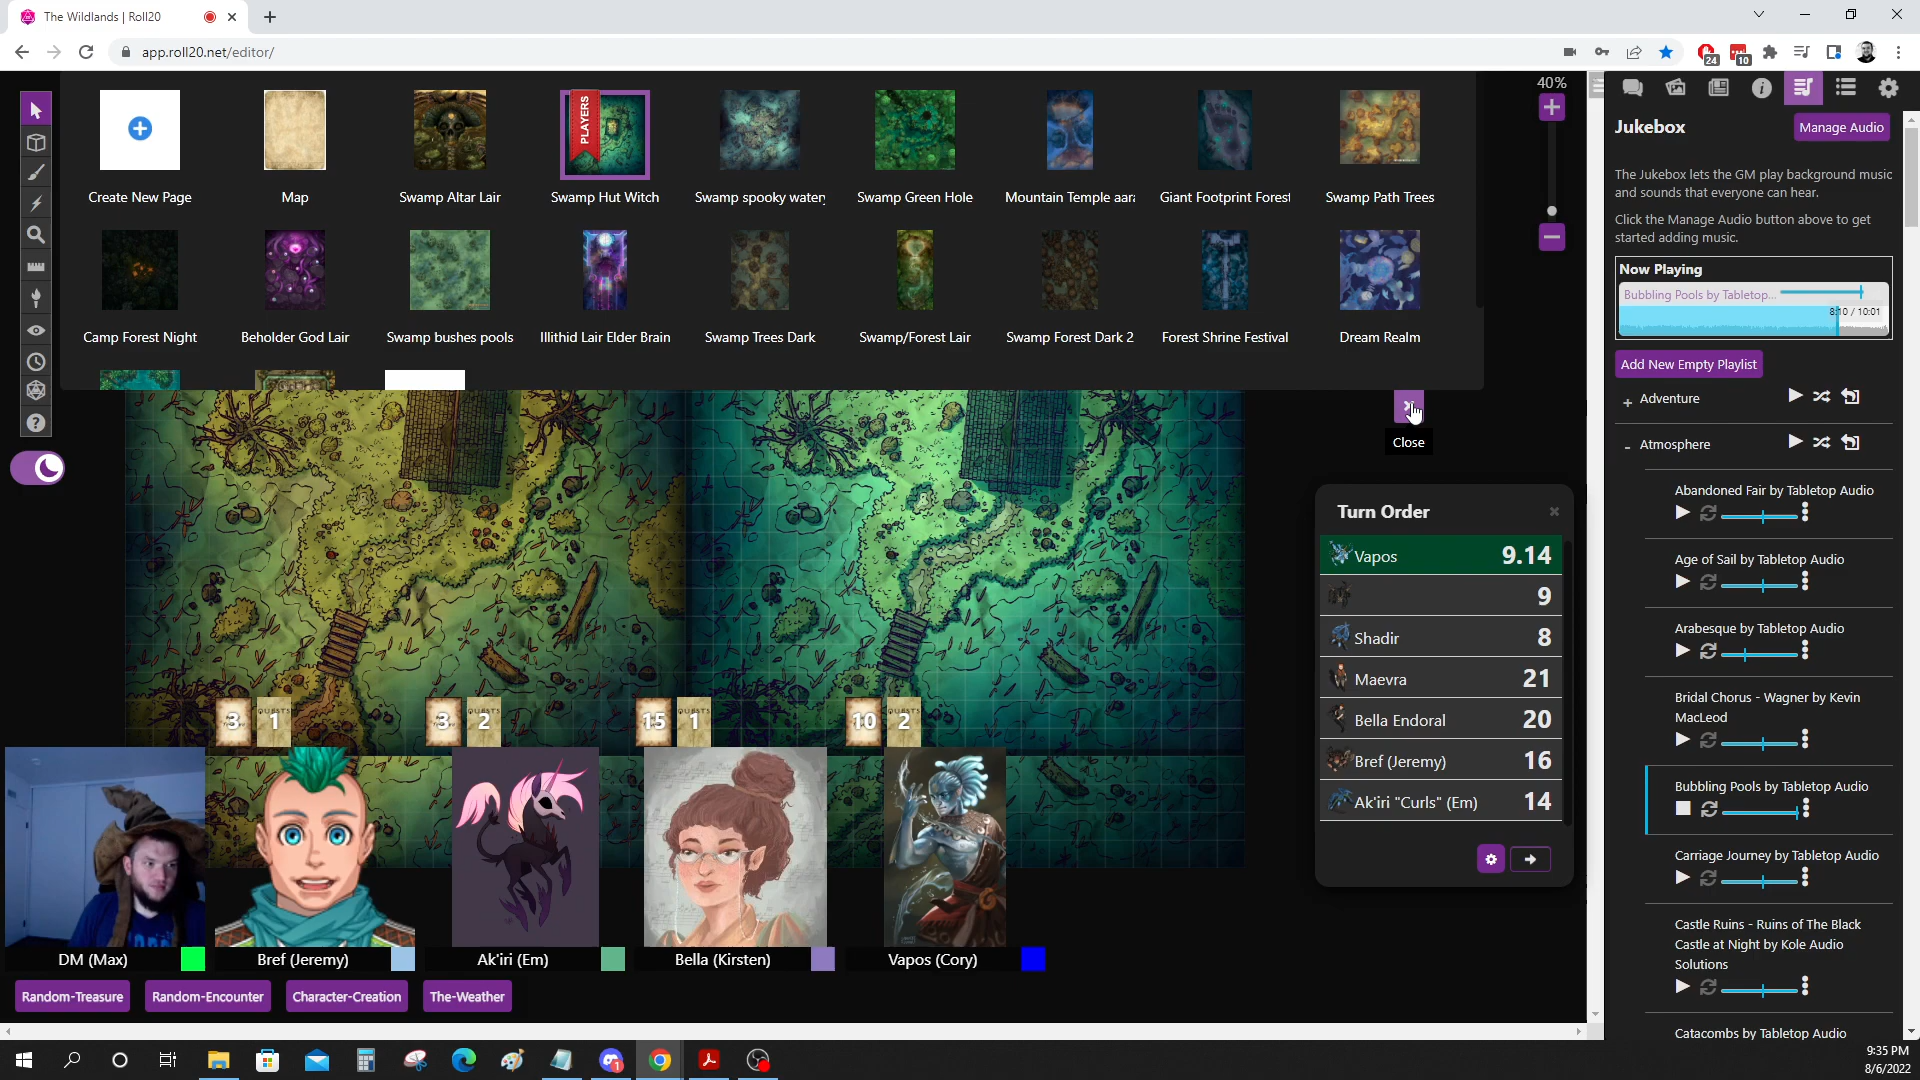 The Wildlands | Roll20
app.roll20.net/editor/
24
10
40%
PLAYERS
Create New Page
Map
Swamp Altar Lair
Swamp Hut Witch
Swamp spooky watery
Swamp Green Hole
Mountain Temple aara
Giant Footprint Forest
Swamp Path Trees
Camp Forest Night
Beholder God Lair
Swamp bushes pools
Illithid Lair Elder Brain
Swamp Trees Dark
Swamp/Forest Lair
Swamp Forest Dark 2
Forest Shrine Festival
Dream Realm
Close
Turn Order
Vapos 9.14
9
Shadir 8
Maevra 21
Bella Endoral 20
Bref (Jeremy) 16
Ak'iri "Curls" (Em) 14
3
QUESTS
1
3
QUESTS
2
15
QUESTS
1
10
QUESTS
2
DM (Max)
Bref (Jeremy)
Ak'iri (Em)
Bella (Kirsten)
Vapos (Cory)
Random-Treasure
Random-Encounter
Character-Creation
The-Weather
Jukebox
Manage Audio
The Jukebox lets the GM play background music
and sounds that everyone can hear.
Click the Manage Audio button above to get
started adding music.
Now Playing
Bubbling Pools by Tabletop...
8:10 / 10:01
Add New Empty Playlist
+ Adventure
- Atmosphere
Abandoned Fair by Tabletop Audio
Age of Sail by Tabletop Audio
Arabesque by Tabletop Audio
Bridal Chorus - Wagner by Kevin
MacLeod
Bubbling Pools by Tabletop Audio
Carriage Journey by Tabletop Audio
Castle Ruins - Ruins of The Black
Castle at Night by Kole Audio
Solutions
Catacombs by Tabletop Audio
1
9:35 PM
8/6/2022